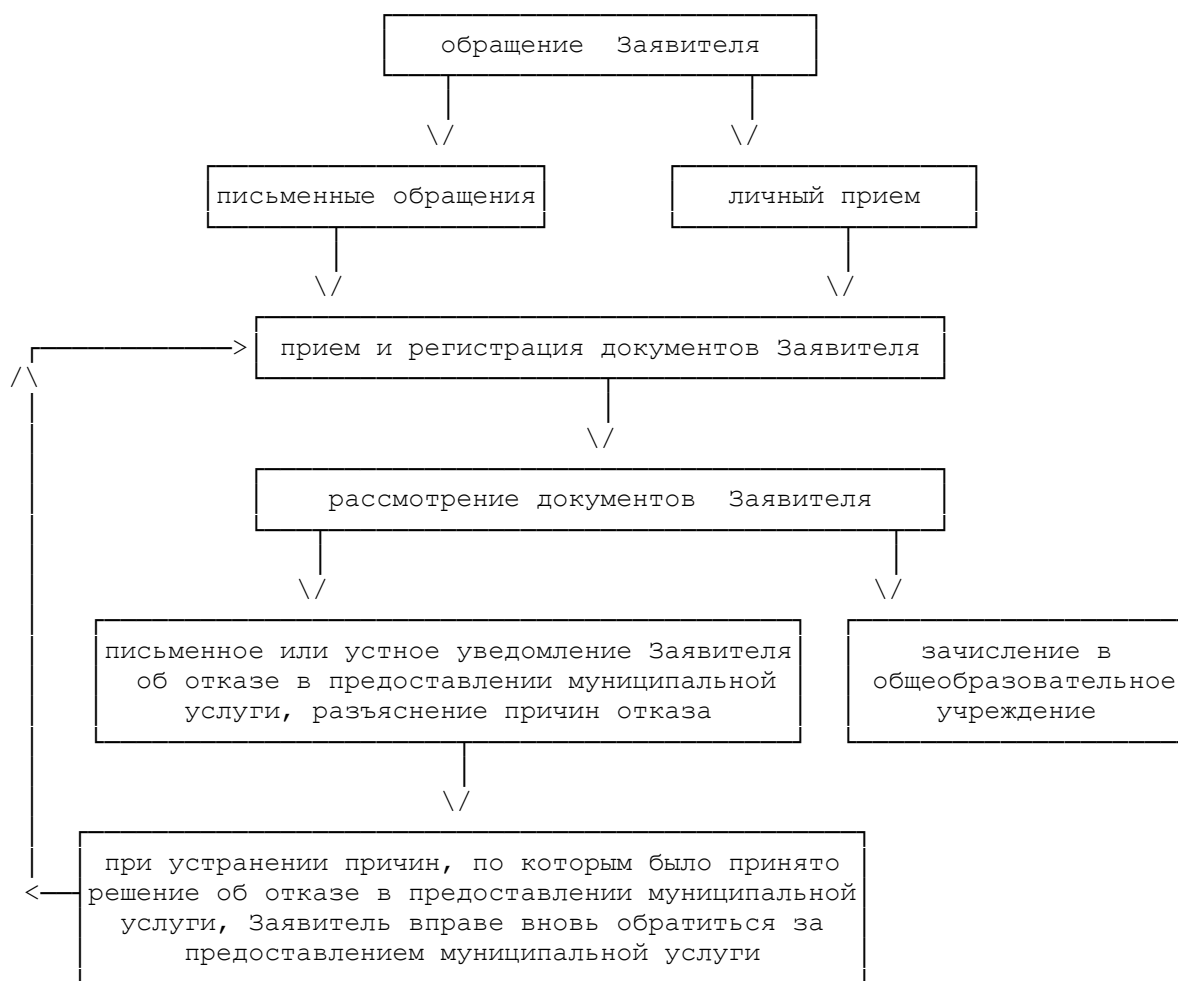 обращение Заявителя
письменные обращения
личный прием
прием и регистрация документов Заявителя
рассмотрение документов Заявителя
письменное или устное уведомление Заявителя
об отказе в предоставлении муниципальной
услуги, разъяснение причин отказа
зачисление в
общеобразовательное
учреждение
при устранении причин, по которым было принято
решение об отказе в предоставлении муниципальной
услуги, Заявитель вправе вновь обратиться за
предоставлением муниципальной услуги